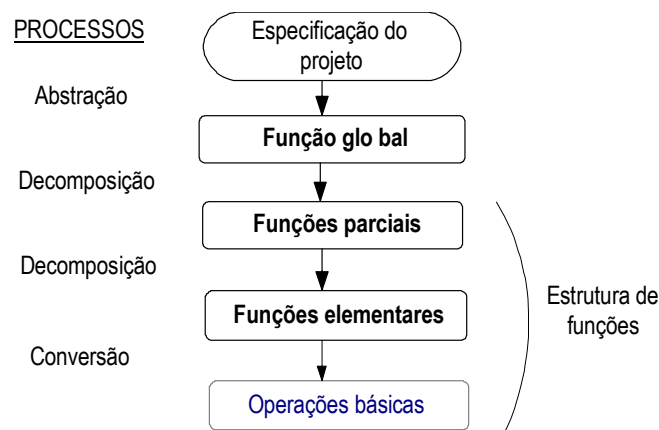 PROCESSOS
Especificação do
projeto
Abstração
Função glo bal
Decomposição
Funções parciais
Decomposição
Funções elementares
Estrutura de
funções
Conversão
Operações básicas